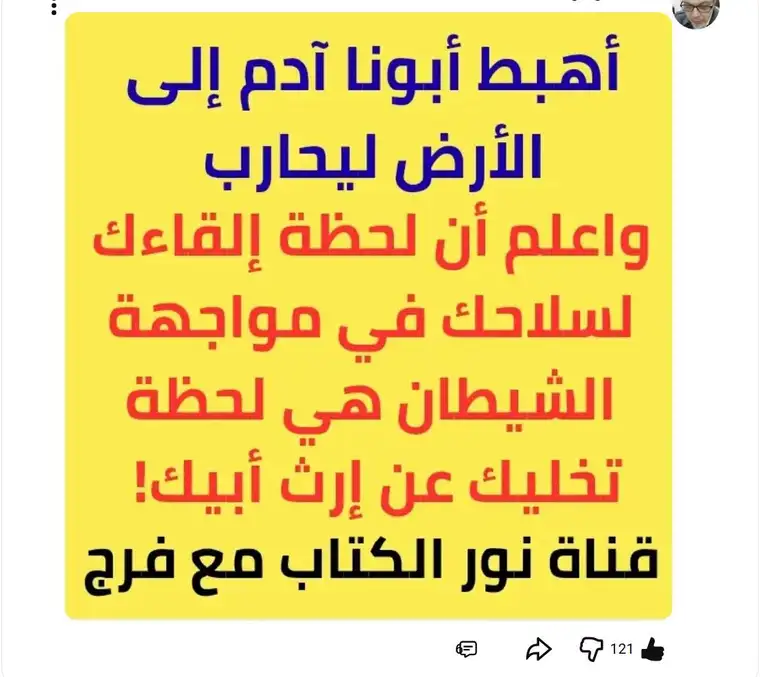 أهبط أبونا آدم إلى
الأرض ليحارب
واعلم أن لحظة إلقاءك
لسلاحك في مواجهة
الشيطان هي لحظة
تخليك عن إرث أبيك!
قناة نور الكتاب مع فرج
121